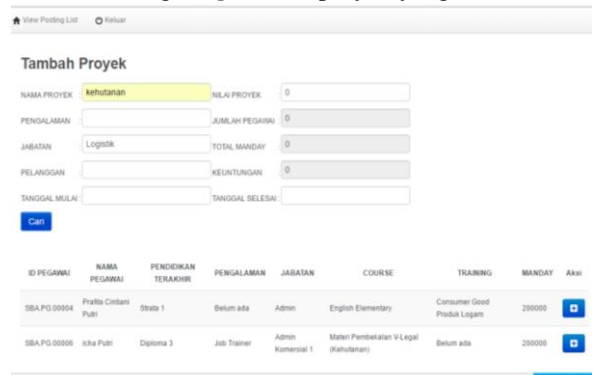 View Posting List Keluar
Tambah Proyek
NAMA PROYEK : kehutanan NILAI PROYEK : 0
PENGALAMAN : JUMLAH PEGAWAI : 0
JABATAN : Logistik TOTAL MANDAY : 0
PELANGGAN : KEUNTUNGAN : 0
TANGGAL MULAI : TANGGAL SELESAI :
Cari
ID PEGAWAI NAMA PEGAWAI PENDIDIKAN TERAKHIR PENGALAMAN JABATAN COURSE TRAINING MANDAY Aksi
SBA.PG.00004 Prafita Cintiani Putri Strata 1 Belum ada Admin English Elementary Consumer Good Produk Logam 200000
SBA.PG.00006 Icha Putri Diploma 3 Job Trainer Admin Komersial 1 Materi Pembekalan V-Legal (Kehutanan) Belum ada 200000